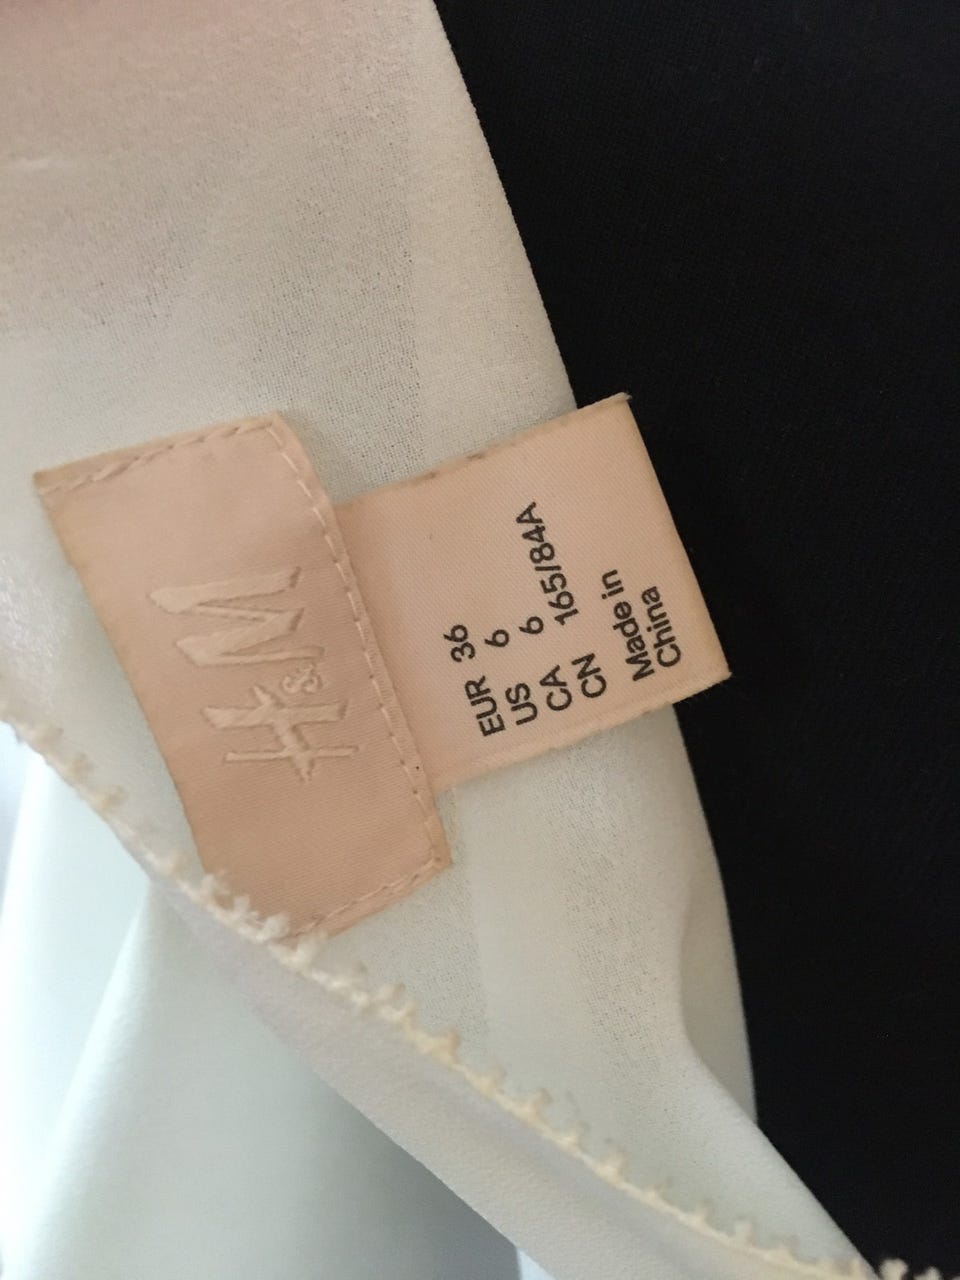 H&M
EUR 36
US 6
CA 6
CN 165/84A
Made in
China